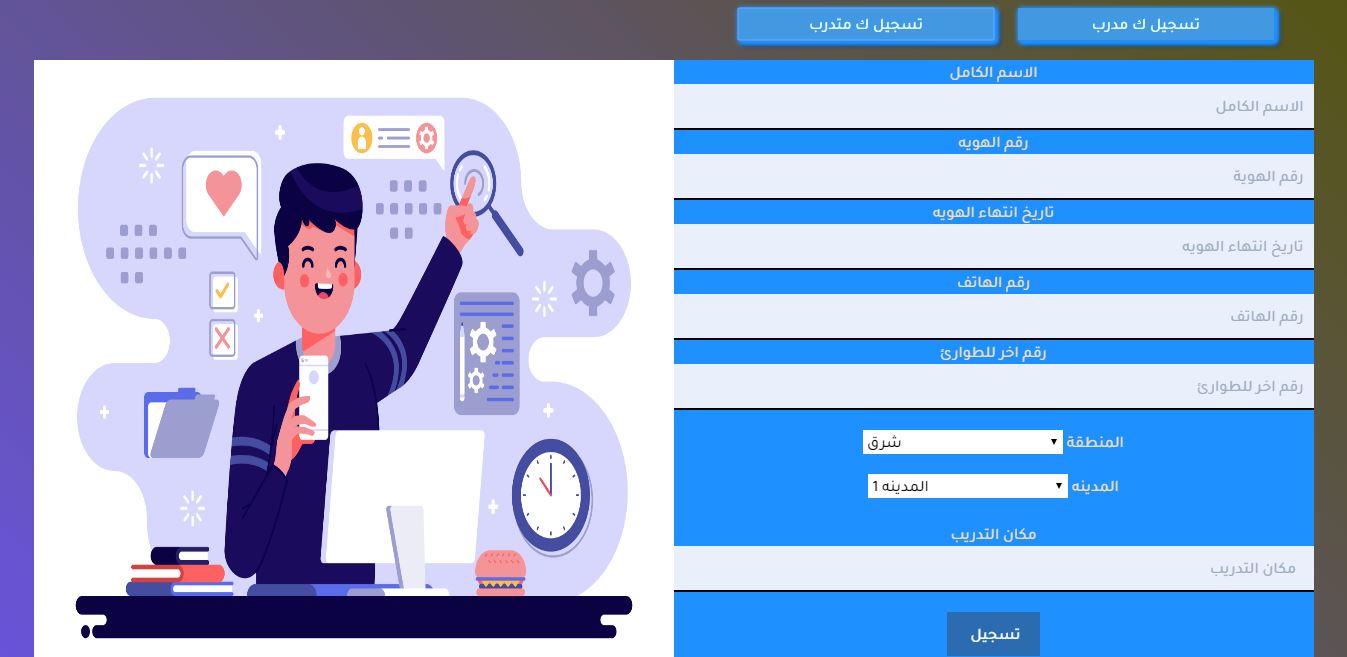 تسجيل ك مدرب
تسجيل ك متدرب
الاسم الكامل
الاسم الكامل
رقم الهويه
رقم الهوية
تاريخ انتهاء الهويه
تاريخ انتهاء الهويه
رقم الهاتف
رقم الهاتف
رقم اخر للطوارئ
رقم اخر للطوارئ
المنطقة شرق
المدينه المدينه 1
مكان التدريب
مكان التدريب
تسجيل